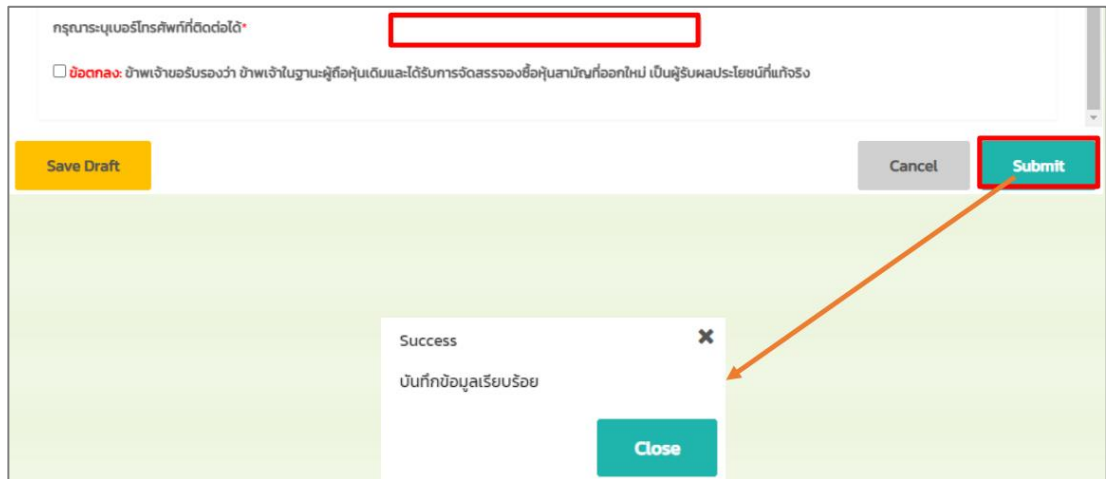 กรุณาระบุเบอร์โทรศัพท์ที่ติดต่อได้*
ข้อตกลง: ข้าพเจ้าขอรับรองว่า ข้าพเจ้าในฐานะผู้ถือหุ้นเดิมและได้รับการจัดสรรจองซื้อหุ้นสามัญที่ออกใหม่ เป็นผู้รับผลประโยชน์ที่แท้จริง
Save Draft
Cancel
Submit
Success
บันทึกข้อมูลเรียบร้อย
Close